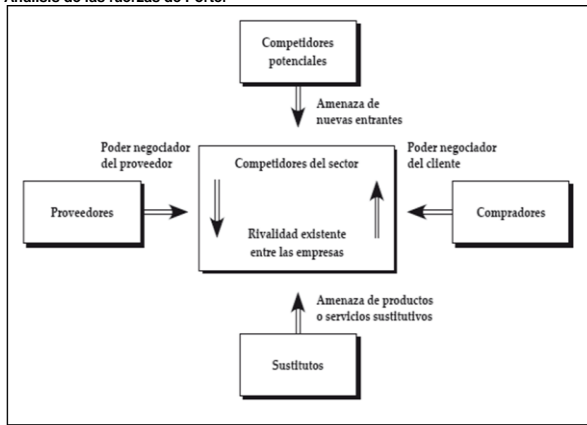 Análisis de las fuerzas de Porter
Competidores
potenciales
Amenaza de
nuevas entrantes
Poder negociador
del proveedor
Competidores del sector
Poder negociador
del cliente
Proveedores
Rivalidad existente
entre las empresas
Compradores
Amenaza de productos
o servicios sustitutivos
Sustitutos